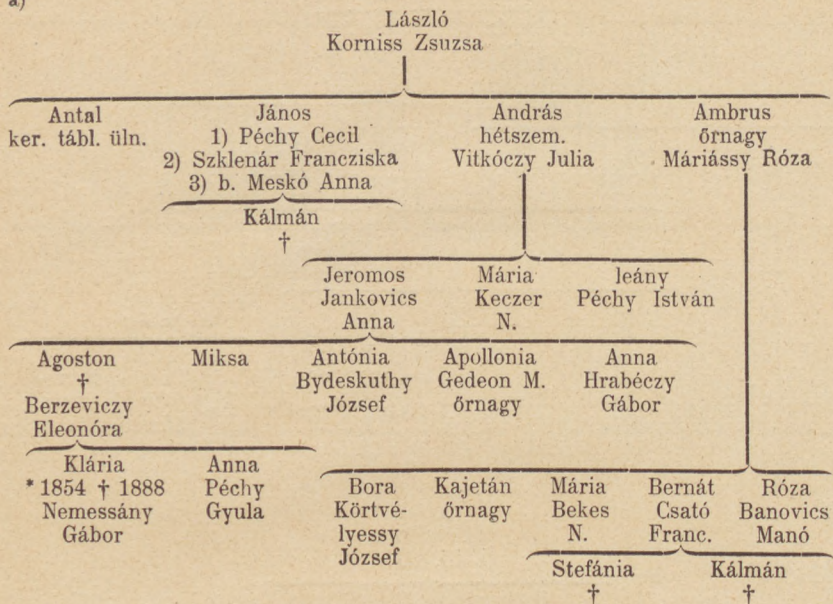 a)
László
Korniss Zsuzsa
Antal
ker. tábl. üln.
János
1) Péchy Cecil
2) Szklenár Francziska
3) b. Meskó Anna
András
hétszem.
Vitkóczy Julia
Ambrus
őrnagy
Máriássy Róza
Kálmán
†
Jeromos
Jankovics
Anna
Mária
Keczer
N.
leány
Péchy István
Agoston
†
Berzeviczy
Eleonóra
Miksa
Antónia
Bydeskuthy
József
Apollonia
Gedeon M.
őrnagy
Anna
Hrabéczy
Gábor
Klária
* 1854 † 1888
Nemessány
Gábor
Anna
Péchy
Gyula
Bora
Körtvé-
lyessy
József
Kajetán
őrnagy
Mária
Bekes
N.
Bernát
Csató
Franc.
Róza
Banovics
Manó
Stefánia
†
Kálmán
†